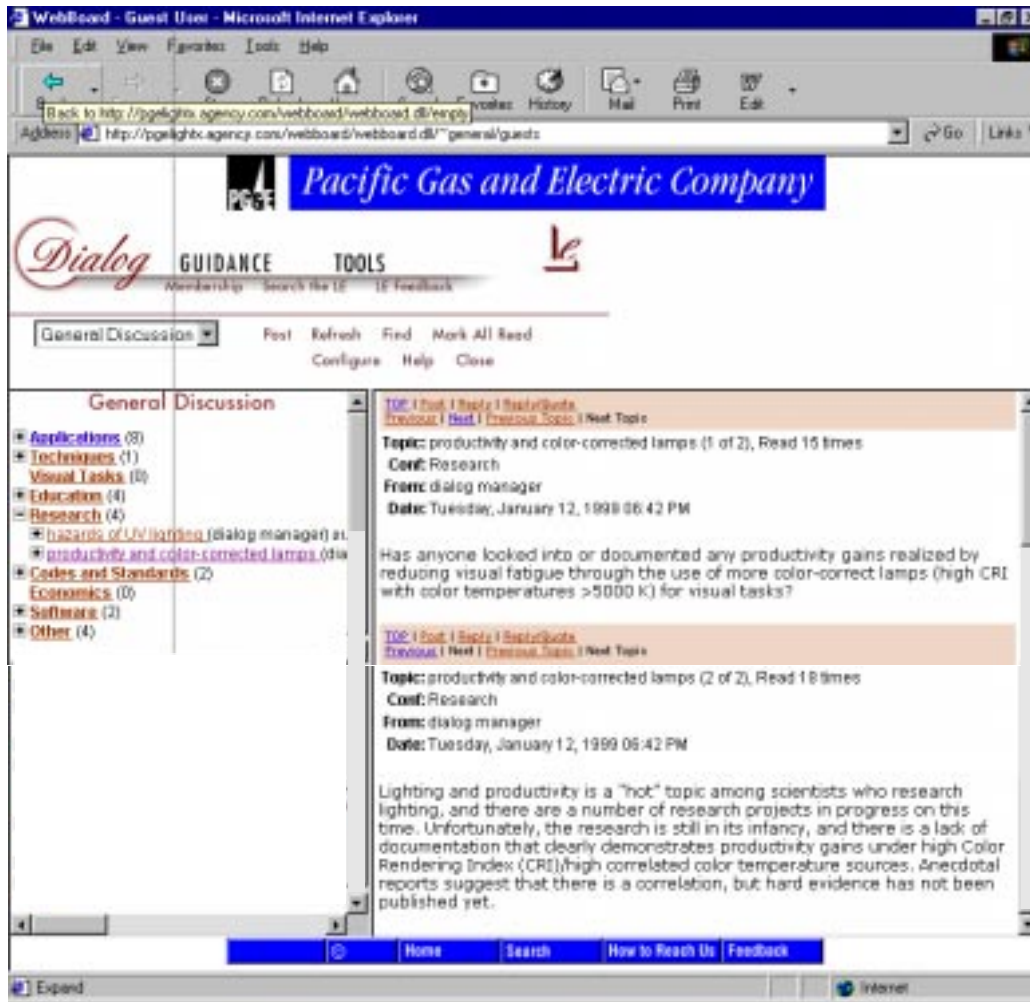 WebBoard - Guest User - Microsoft Internet Explorer
File Edit View Favorites Tools Help
History Mail Print Edit
Back to http://pgelightx.agency.com/webboard/webboard.dll/empty
Address http://pgelightx.agency.com/webboard/webboard.dll/~general/guests Go Links
PG&E Pacific Gas and Electric Company
Dialog GUIDANCE TOOLS le
Membership Search the LE LE Feedback
General Discussion Post Refresh Find Mark All Read
Configure Help Close
General Discussion
Applications (8)
Techniques (1)
Visual Tasks (0)
Education (4)
Research (4)
hazards of UV lighting (dialog manager) au
productivity and color-corrected lamps (dia
Codes and Standards (2)
Economics (0)
Software (2)
Other (4)
TOP | Post | Reply | Reply/Quote
Previous | Next | Previous Topic | Next Topic
Topic: productivity and color-corrected lamps (1 of 2), Read 15 times
Conf: Research
From: dialog manager
Date: Tuesday, January 12, 1999 06:42 PM
Has anyone looked into or documented any productivity gains realized by
reducing visual fatigue through the use of more color-correct lamps (high CRI
with color temperatures >5000 K) for visual tasks?
TOP | Post | Reply | Reply/Quote
Previous | Next | Previous Topic | Next Topic
Topic: productivity and color-corrected lamps (2 of 2), Read 18 times
Conf: Research
From: dialog manager
Date: Tuesday, January 12, 1999 06:42 PM
Lighting and productivity is a "hot" topic among scientists who research
lighting, and there are a number of research projects in progress on this
time. Unfortunately, the research is still in its infancy, and there is a lack of
documentation that clearly demonstrates productivity gains under high Color
Rendering Index (CRI)/high correlated color temperature sources. Anecdotal
reports suggest that there is a correlation, but hard evidence has not been
published yet.
Home Search How to Reach Us Feedback
Expand Internet